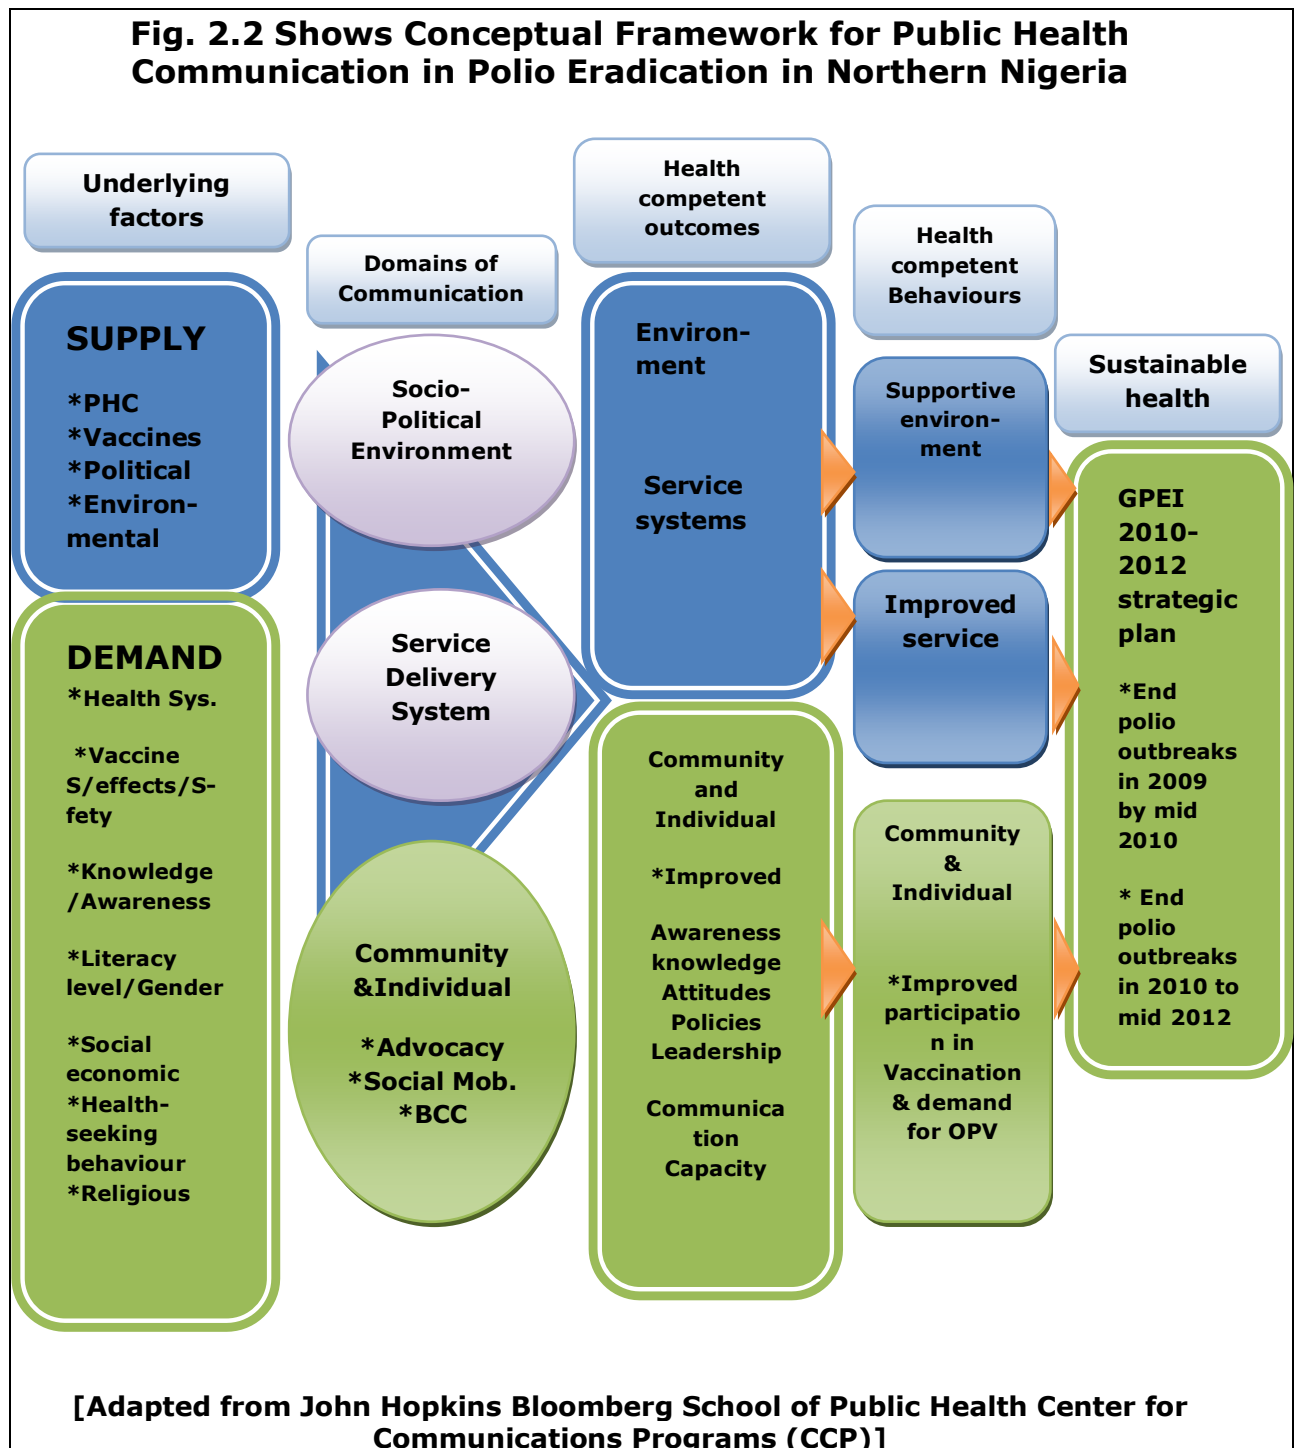 Fig. 2.2 Shows Conceptual Framework for Public Health
Communication in Polio Eradication in Northern Nigeria
Underlying
factors
SUPPLY
*PHC
*Vaccines
*Political
*Environ-
mental
DEMAND
*Health Sys.
*Vaccine
S/effects/S-
fety
*Knowledge
/Awareness
*Literacy
level/Gender
*Social
economic
*Health-
seeking
behaviour
*Religious
Domains of
Communication
Socio-
Political
Environment
Service
Delivery
System
Community
&Individual
*Advocacy
*Social Mob.
*BCC
Health
competent
outcomes
Environ-
ment
Service
systems
Community
and
Individual
*Improved
Awareness
knowledge
Attitudes
Policies
Leadership
Communica
tion
Capacity
Health
competent
Behaviours
Supportive
environ-
ment
Improved
service
Community
&
Individual
*Improved
participatio
n in
Vaccination
& demand
for OPV
Sustainable
health
GPEI
2010-
2012
strategic
plan
*End
polio
outbreaks
in 2009
by mid
2010
* End
polio
outbreaks
in 2010 to
mid 2012
[Adapted from John Hopkins Bloomberg School of Public Health Center for
Communications Programs (CCP)]